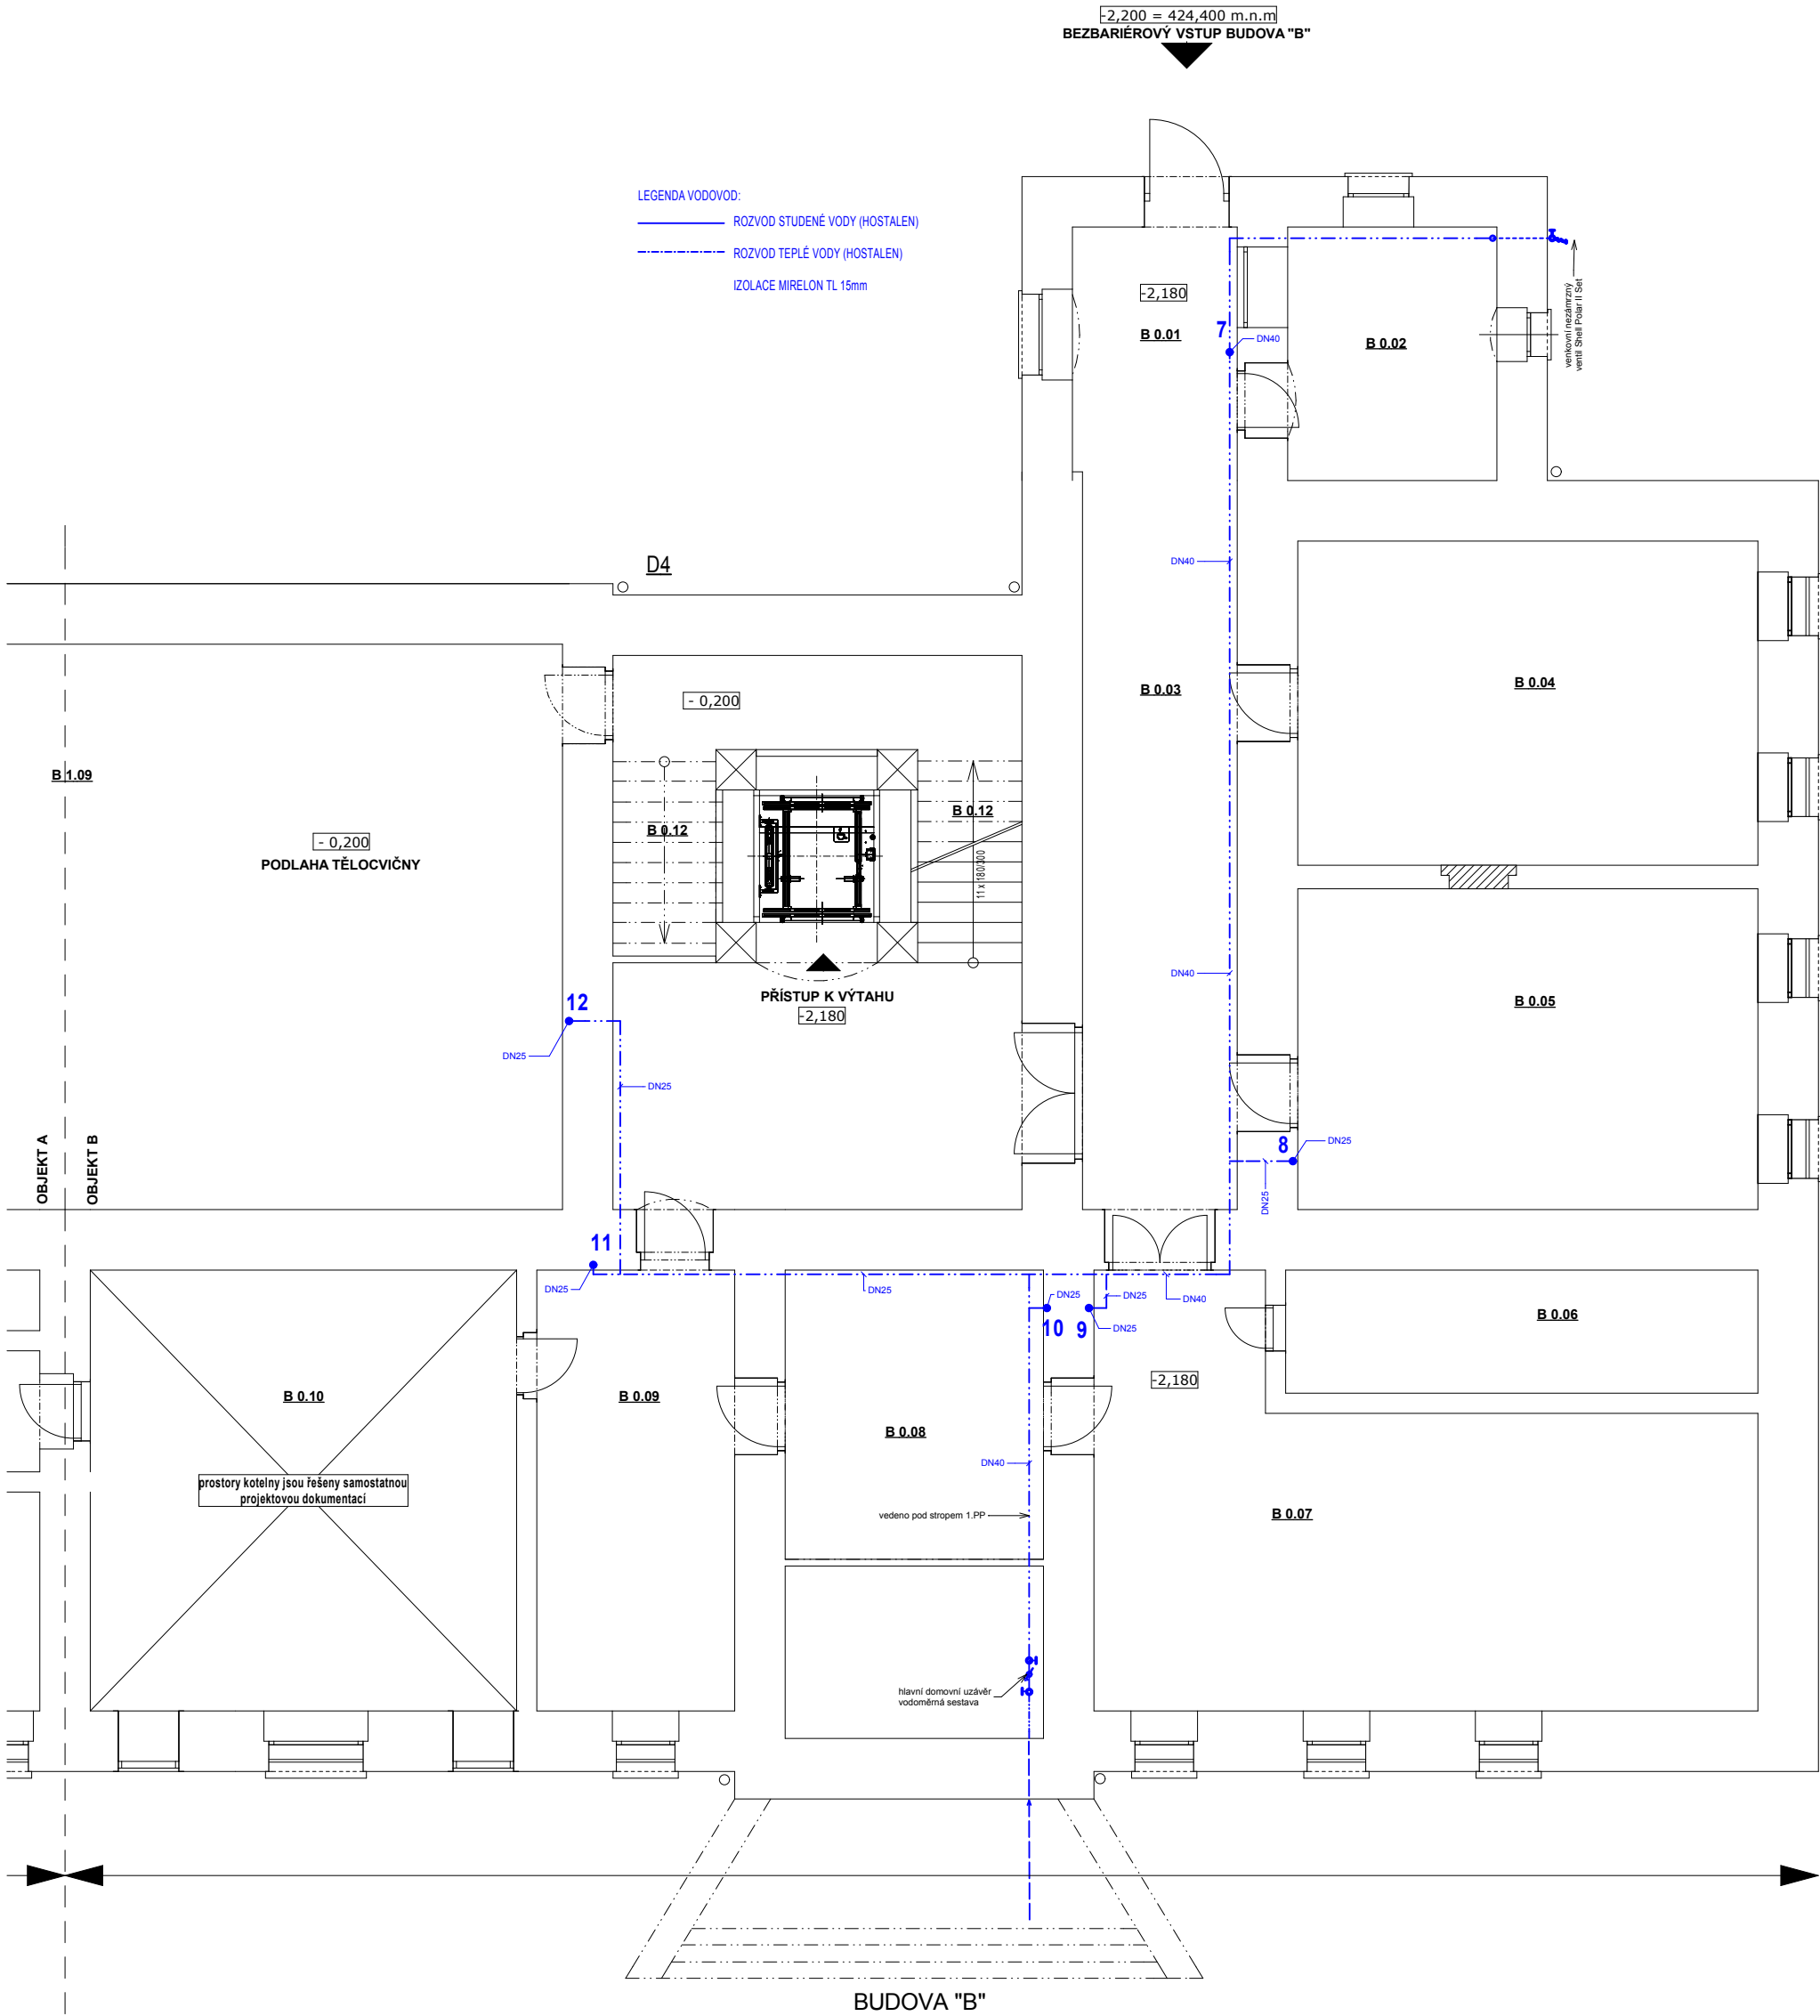 -2,200 = 424,400 m.n.m
BEZBARIÉROVÝ VSTUP BUDOVA "B"
LEGENDA VODOVOD:
ROZVOD STUDENÉ VODY (HOSTALEN)
ROZVOD TEPLÉ VODY (HOSTALEN)
IZOLACE MIRELON TL 15mm
-2,180
B 0.01
7
DN40
B 0.02
venkovní nezámrzný
ventil Shell Polar II Set
D4
DN40
B 0.03
B 0.04
- 0,200
B 1.09
B 0.12
B 0.12
11 x 180/300
- 0,200
PODLAHA TĚLOCVIČNY
DN40
PŘÍSTUP K VÝTAHU
-2,180
B 0.05
12
DN25
DN25
OBJEKT A
OBJEKT B
8
DN25
DN25
11
DN25
DN25
DN25
DN25
DN40
10
9
DN25
B 0.06
-2,180
B 0.10
B 0.09
B 0.08
DN40
prostory kotelny jsou řešeny samostatnou
projektovou dokumentací
vedeno pod stropem 1.PP
B 0.07
hlavní domovní uzávěr
vodoměrná sestava
BUDOVA "B"